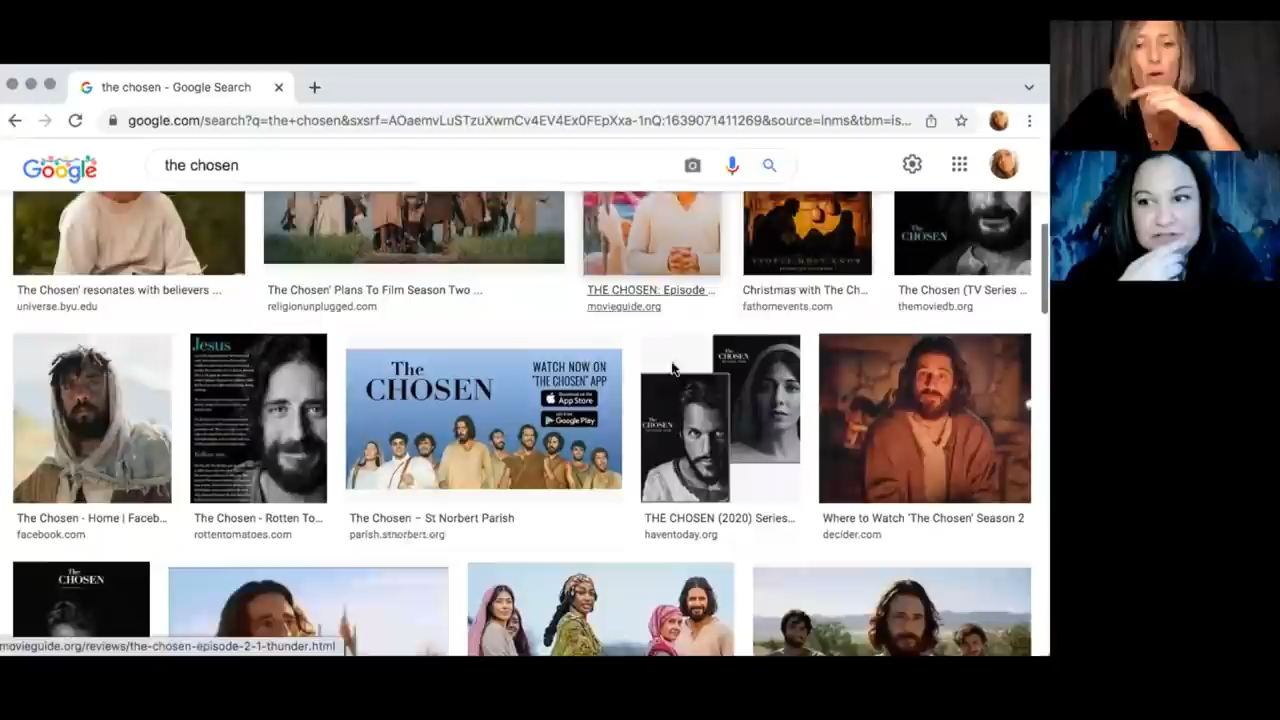 the chosen - Google Search
google.com/search?q=the+chosen&sxsrf=AOaemvLuSTzuXwmCv4EV4Ex0FEpXxa-1nQ:1639071411269&source=lnms&tbm=is...
Google
the chosen
CHOSEN
The Chosen' resonates with believers ...
universe.byu.edu
The Chosen' Plans To Film Season Two ...
religionunplugged.com
THE CHOSEN: Episode ...
movieguide.org
Christmas with The Ch...
fathomevents.com
The Chosen (TV Series ...
themoviedb.org
Jesus
The
CHOSEN
WATCH NOW ON
"THE CHOSEN" APP
App Store
Google Play
The
CHOSEN
The
CHOSEN
The Chosen - Home | Faceb...
facebook.com
The Chosen - Rotten To...
rottentomatoes.com
The Chosen – St Norbert Parish
parish.stnorbert.org
THE CHOSEN (2020) Series...
haventoday.org
Where to Watch 'The Chosen' Season 2
decider.com
The
CHOSEN
movieguide.org/reviews/the-chosen-episode-2-1-thunder.html